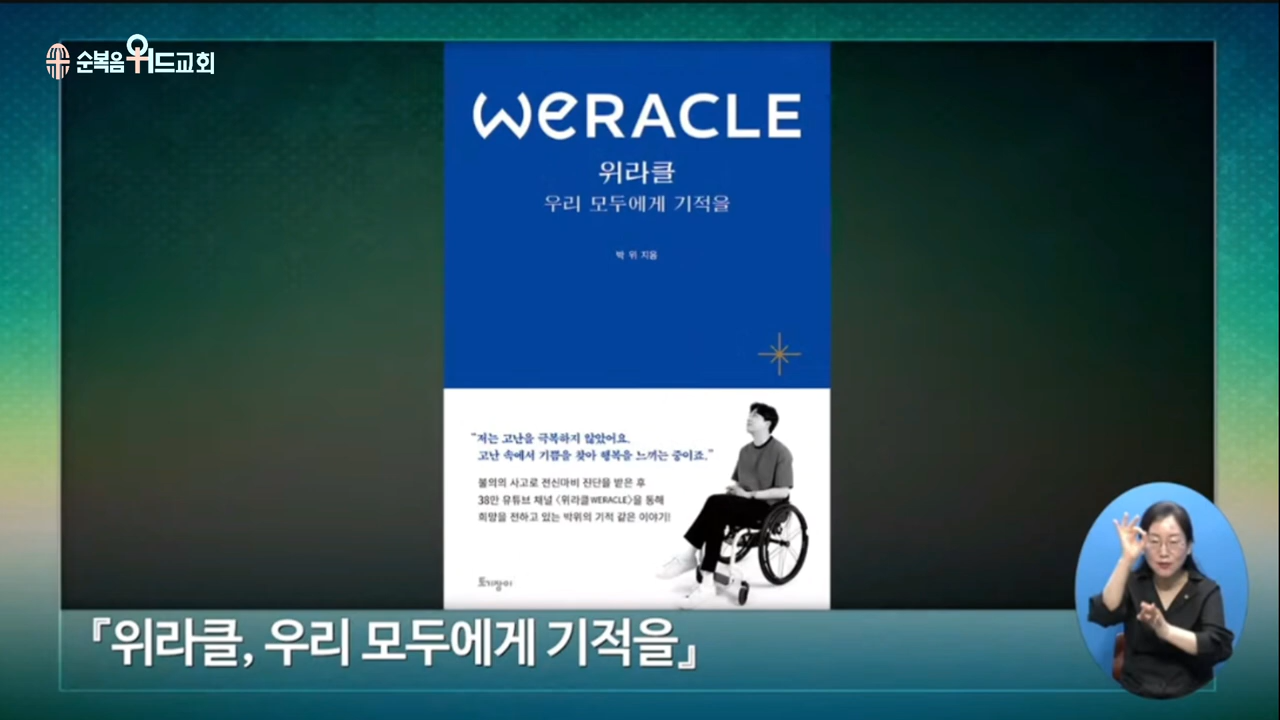 순복음위드교회
WERACLE
위라클
우리 모두에게 기적을
박 위 지음
"저는 고난을 극복하지 않았어요.
고난 속에서 기쁨을 찾아 행복을 느끼는 중이죠."
불의의 사고로 전신마비 진단을 받은 후
38만 유튜브 채널 <위라클WERACLE>을 통해
희망을 전하고 있는 박위의 기적 같은 이야기!
토기장이
『위라클, 우리 모두에게 기적을』